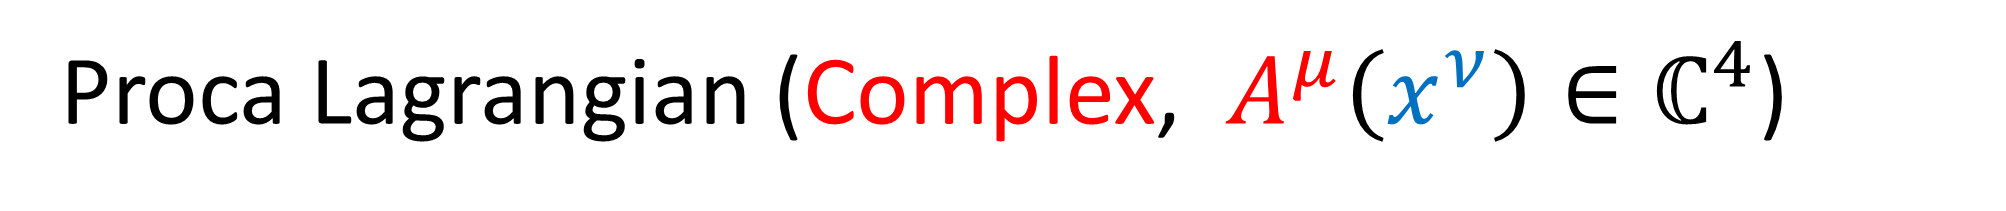 Proca Lagrangian (Complex, A^μ(x^ν) ∈ ℂ^4)